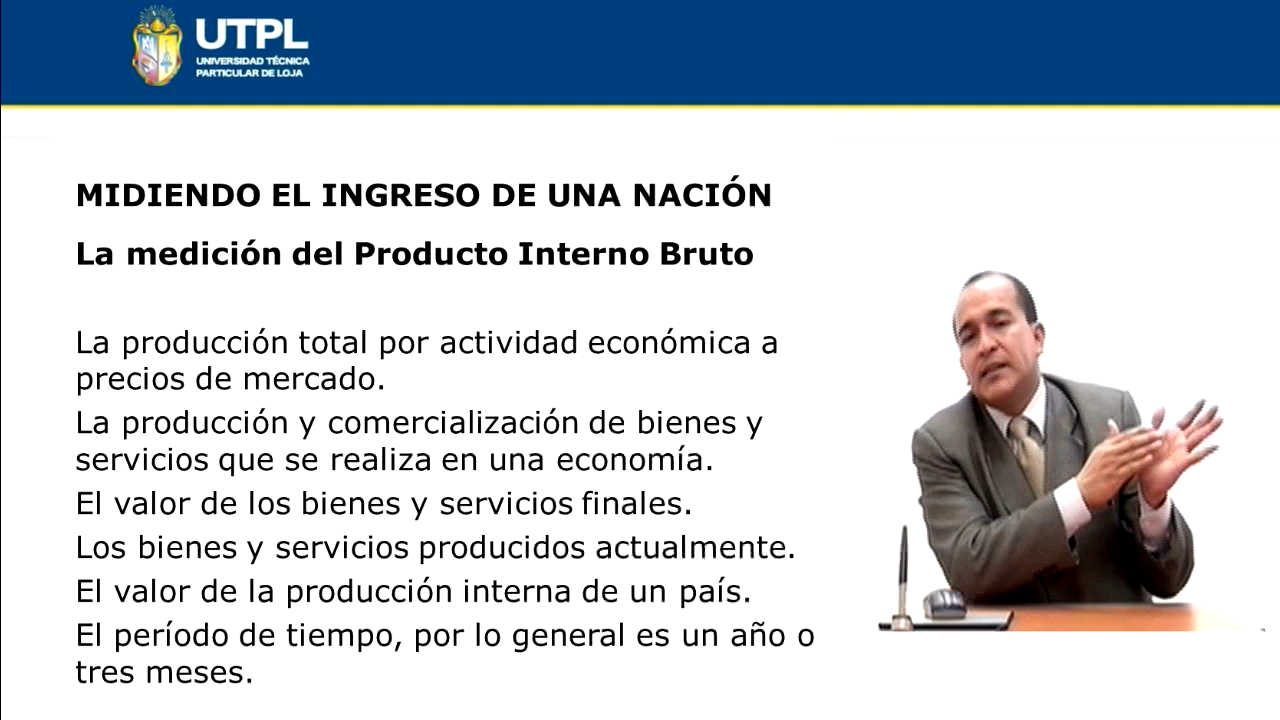 UTPL
UNIVERSIDAD TÉCNICA
PARTICULAR DE LOJA
MIDIENDO EL INGRESO DE UNA NACIÓN
La medición del Producto Interno Bruto
La producción total por actividad económica a
precios de mercado.
La producción y comercialización de bienes y
servicios que se realiza en una economía.
El valor de los bienes y servicios finales.
Los bienes y servicios producidos actualmente.
El valor de la producción interna de un país.
El período de tiempo, por lo general es un año o
tres meses.